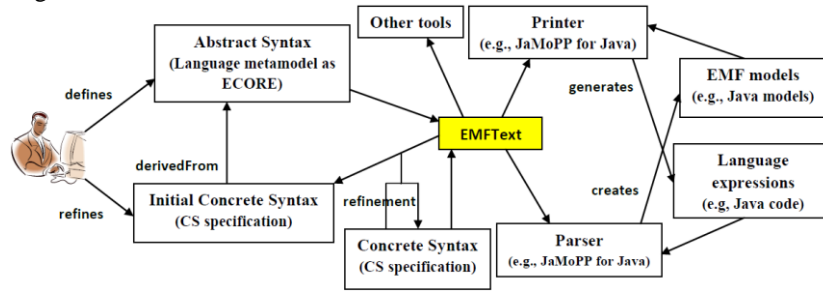 Other tools
Printer
(e.g., JaMoPP for Java)
Abstract Syntax
(Language metamodel as
ECORE)
EMF models
(e.g., Java models)
defines
generates
EMFText
derivedFrom
Language
expressions
(e.g, Java code)
creates
refines
Initial Concrete Syntax
(CS specification)
refinement
Concrete Syntax
(CS specification)
Parser
(e.g., JaMoPP for Java)